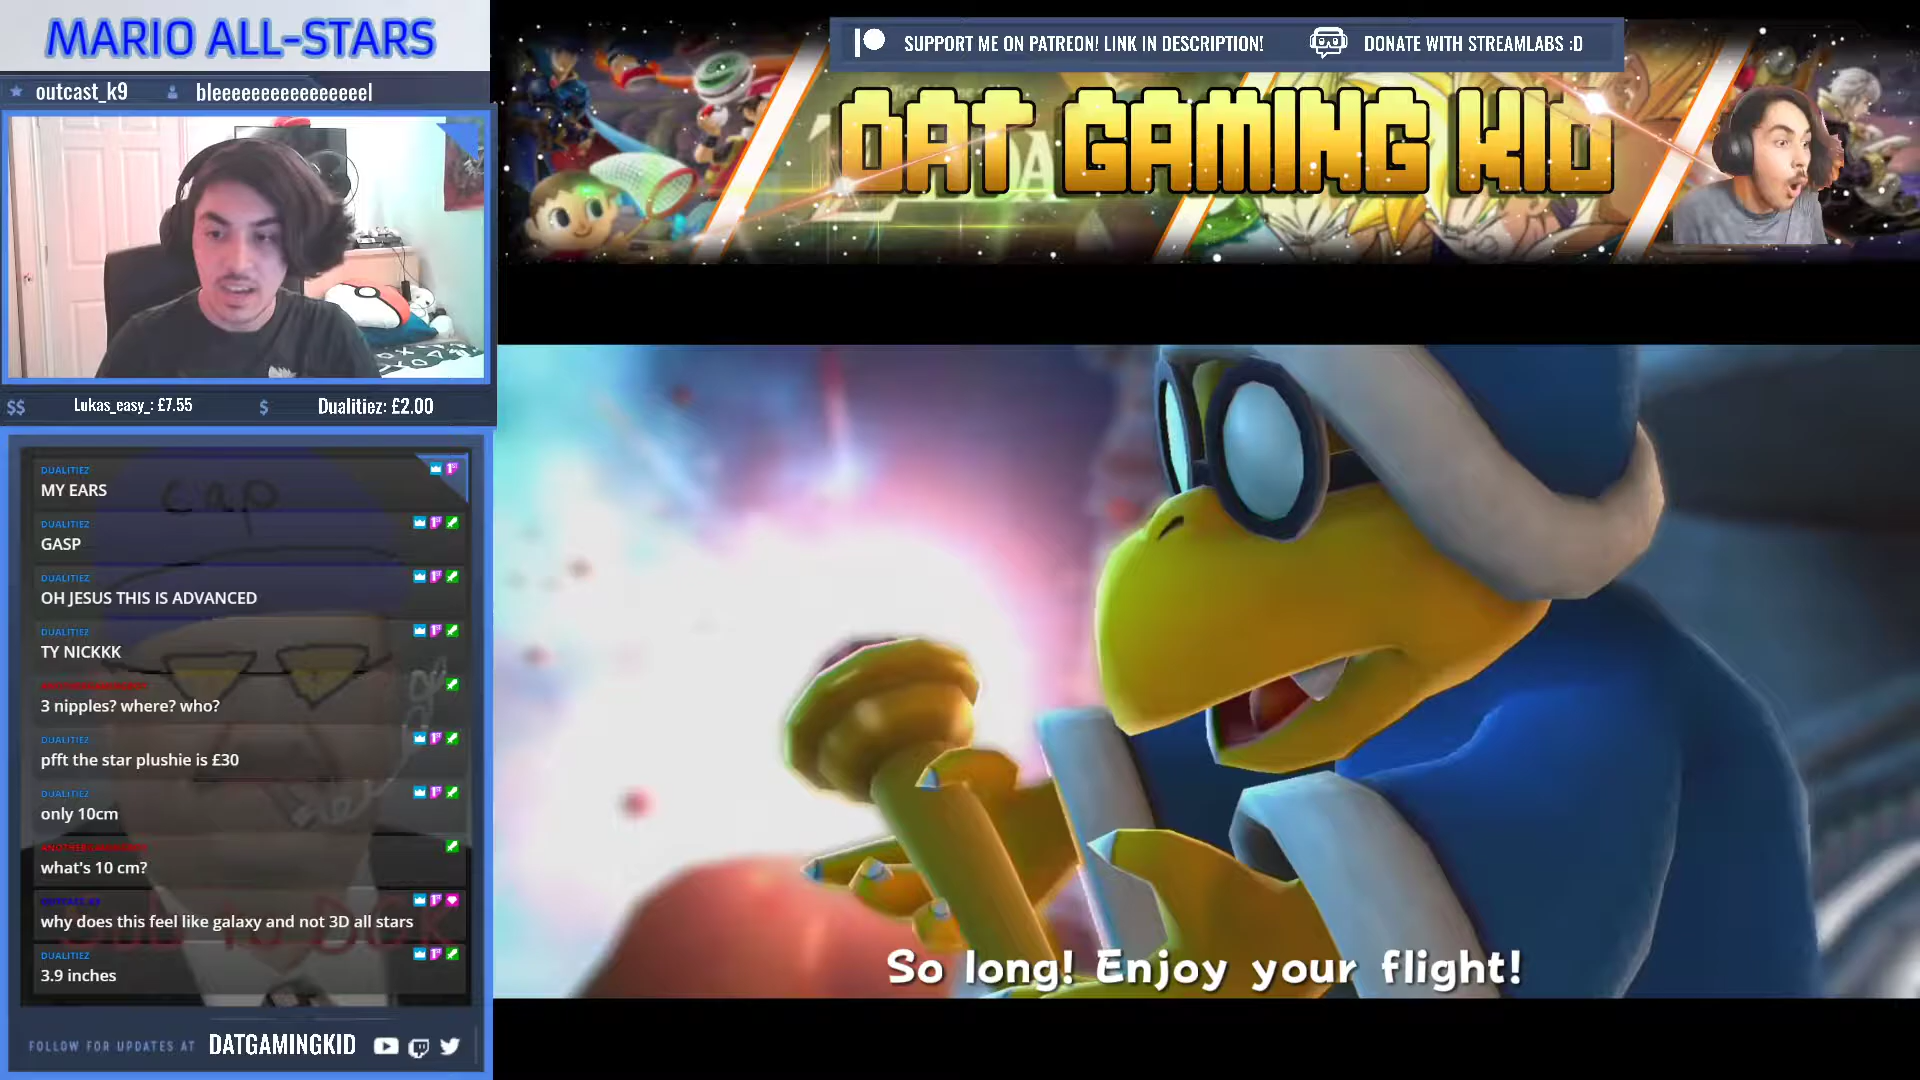 MARIO ALL-STARS
outcast_k9
bleeeeeeeeeeeeeeeel
SUPPORT ME ON PATREON! LINK IN DESCRIPTION!
DONATE WITH STREAMLABS :D
DAT GAMING KID
$$ Lukas_easy_: £7.55
$ Dualitiez: £2.00
DUALITIEZ
MY EARS
DUALITIEZ
GASP
DUALITIEZ
OH JESUS THIS IS ADVANCED
DUALITIEZ
TY NICKKK
3 nipples? where? who?
DUALITIEZ
pfft the star plushie is £30
DUALITIEZ
only 10cm
what's 10 cm?
OUTCAST_K9
why does this feel like galaxy and not 3D all stars
DUALITIEZ
3.9 inches
cap
So long! Enjoy your flight!
FOLLOW FOR UPDATES AT DATGAMINGKID